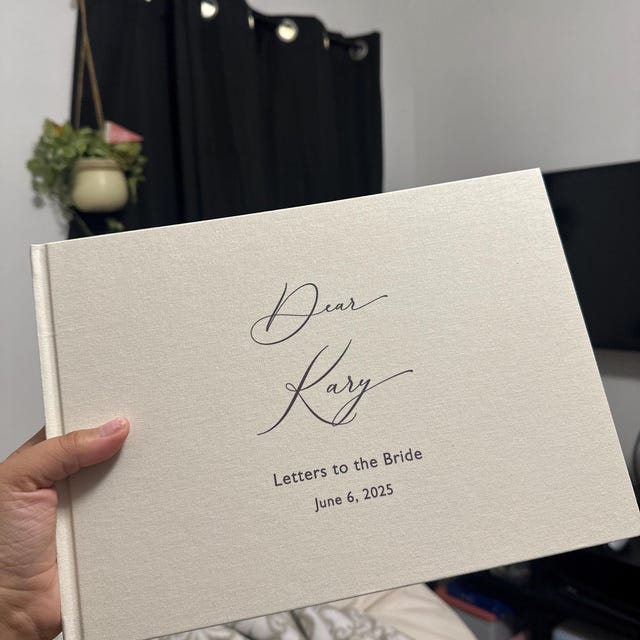 Dear
Kary
Letters to the Bride
June 6, 2025